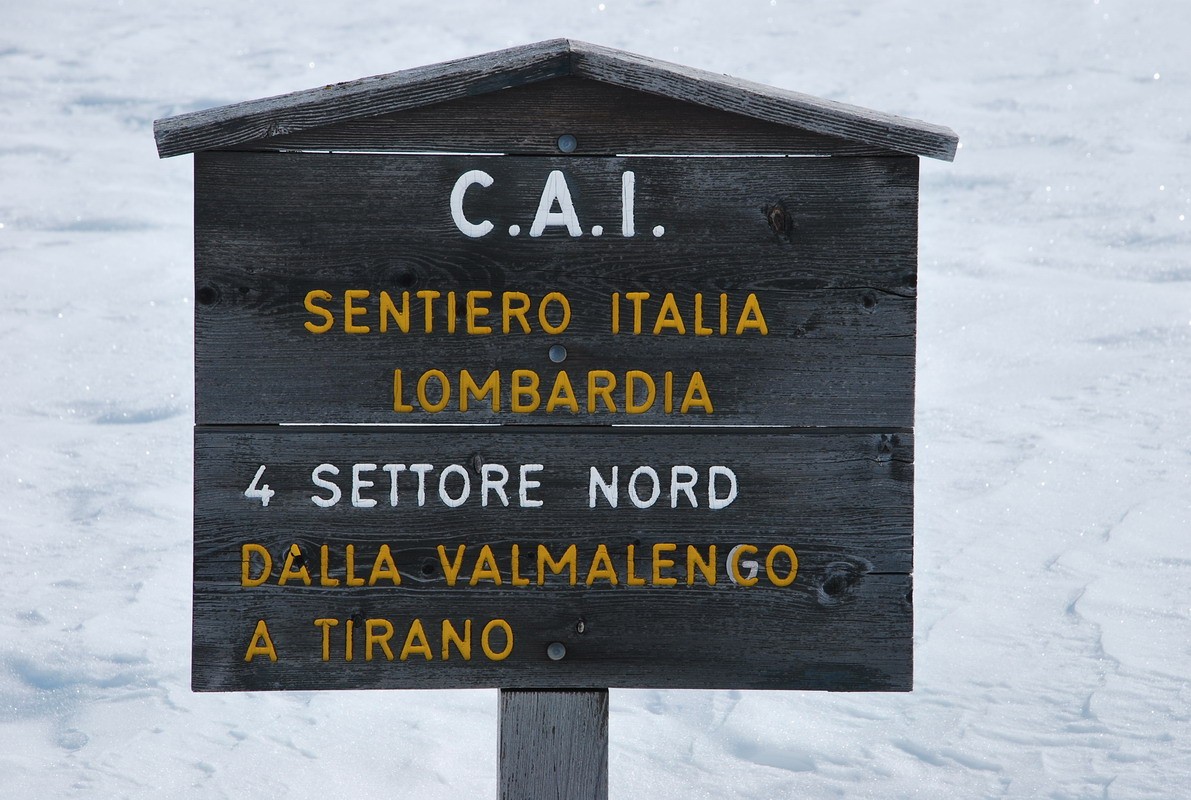 C.A.I.
SENTIERO ITALIA
LOMBARDIA
4 SETTORE NORD
DALLA VALMALENGO
A TIRANO